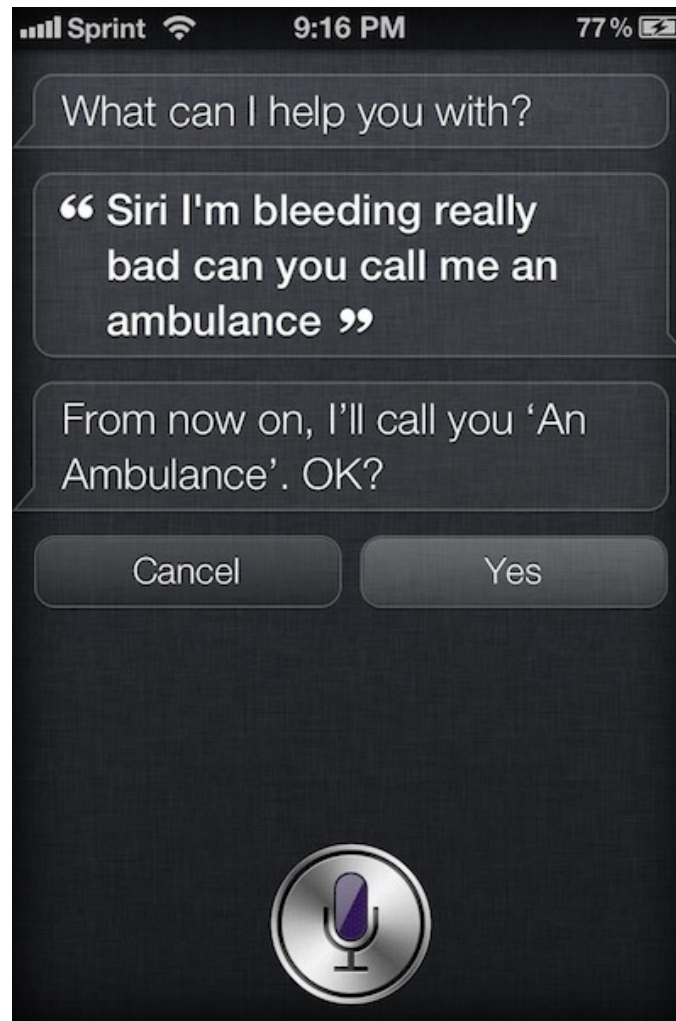 Sprint 9:16 PM 77%
What can I help you with?
“ Siri I'm bleeding really
bad can you call me an
ambulance ”
From now on, I’ll call you ‘An
Ambulance’. OK?
Cancel Yes